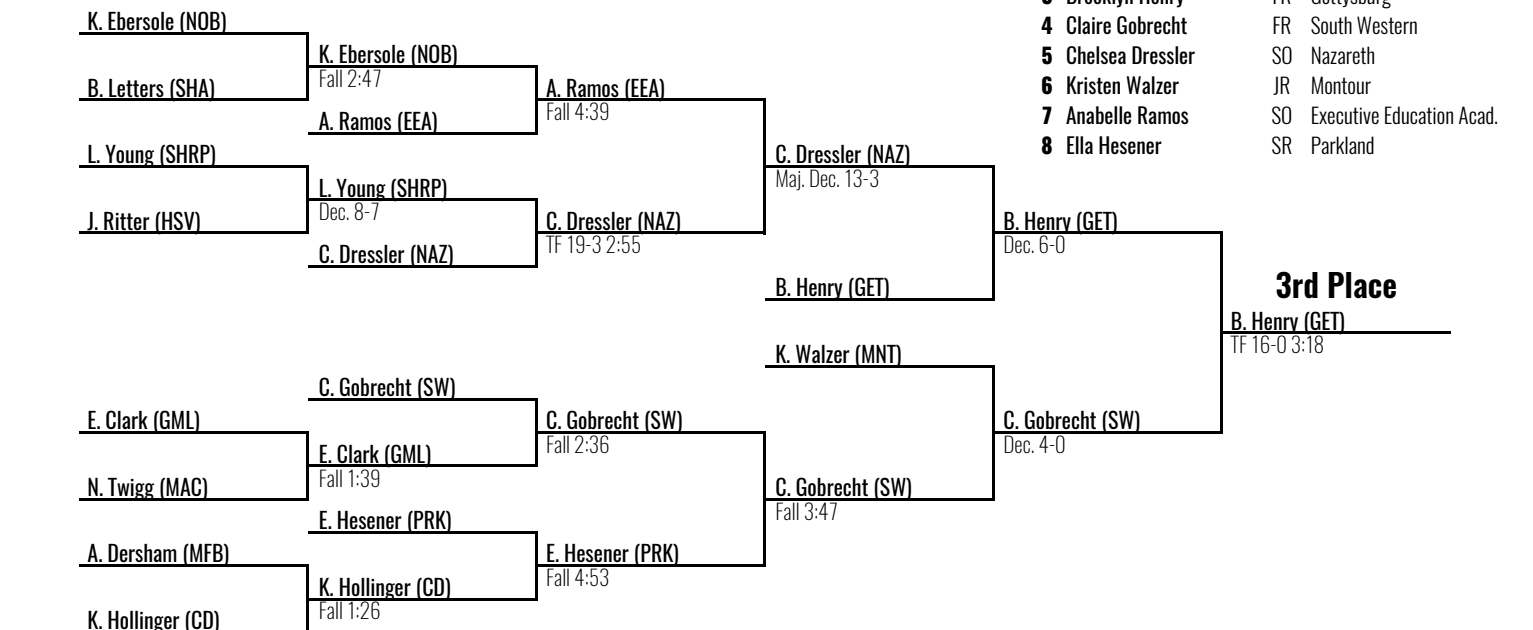 3 Brooklyn Henry FR Gettysburg
4 Claire Gobrecht FR South Western
5 Chelsea Dressler SO Nazareth
6 Kristen Walzer JR Montour
7 Anabelle Ramos SO Executive Education Acad.
8 Ella Hesener SR Parkland
K. Ebersole (NOB)
B. Letters (SHA)
L. Young (SHRP)
J. Ritter (HSV)
E. Clark (GML)
N. Twigg (MAC)
A. Dersham (MFB)
K. Hollinger (CD)
K. Ebersole (NOB)
Fall 2:47
A. Ramos (EEA)
L. Young (SHRP)
Dec. 8-7
C. Dressler (NAZ)
C. Gobrecht (SW)
E. Clark (GML)
Fall 1:39
E. Hesener (PRK)
K. Hollinger (CD)
Fall 1:26
A. Ramos (EEA)
Fall 4:39
C. Dressler (NAZ)
TF 19-3 2:55
C. Gobrecht (SW)
Fall 2:36
E. Hesener (PRK)
Fall 4:53
C. Dressler (NAZ)
Maj. Dec. 13-3
B. Henry (GET)
K. Walzer (MNT)
C. Gobrecht (SW)
Fall 3:47
B. Henry (GET)
Dec. 6-0
C. Gobrecht (SW)
Dec. 4-0
3rd Place
B. Henry (GET)
TF 16-0 3:18